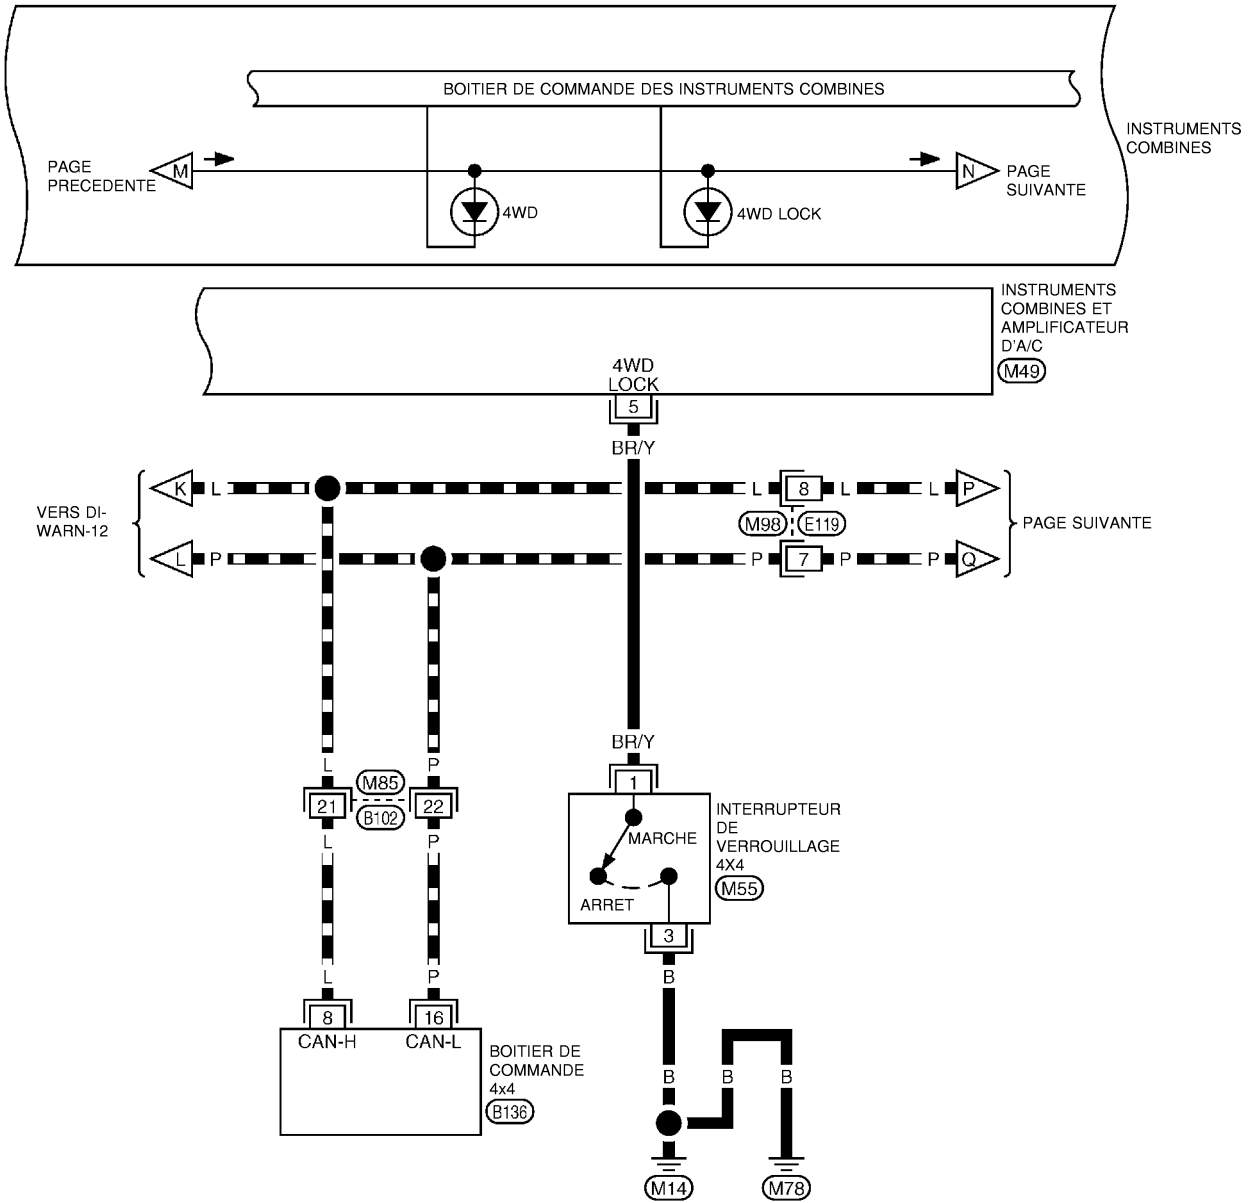 BOITIER DE COMMANDE DES INSTRUMENTS COMBINES
INSTRUMENTS
COMBINES
PAGE
PRECEDENTE
M
N
PAGE
SUIVANTE
4WD
4WD LOCK
INSTRUMENTS
COMBINES ET
AMPLIFICATEUR
D'A/C
M49
4WD
LOCK
5
BR/Y
VERS DI-
WARN-12
K L L 8 L L P
M98 E119
PAGE SUIVANTE
L P P 7 P P Q
BR/Y
L P
M85
21 22
B102
L P
1
MARCHE
ARRET
INTERRUPTEUR
DE
VERROUILLAGE
4X4
M55
3
L P
B
8 16
CAN-H CAN-L
BOITIER DE
COMMANDE
4x4
B136
B B B
M14 M78